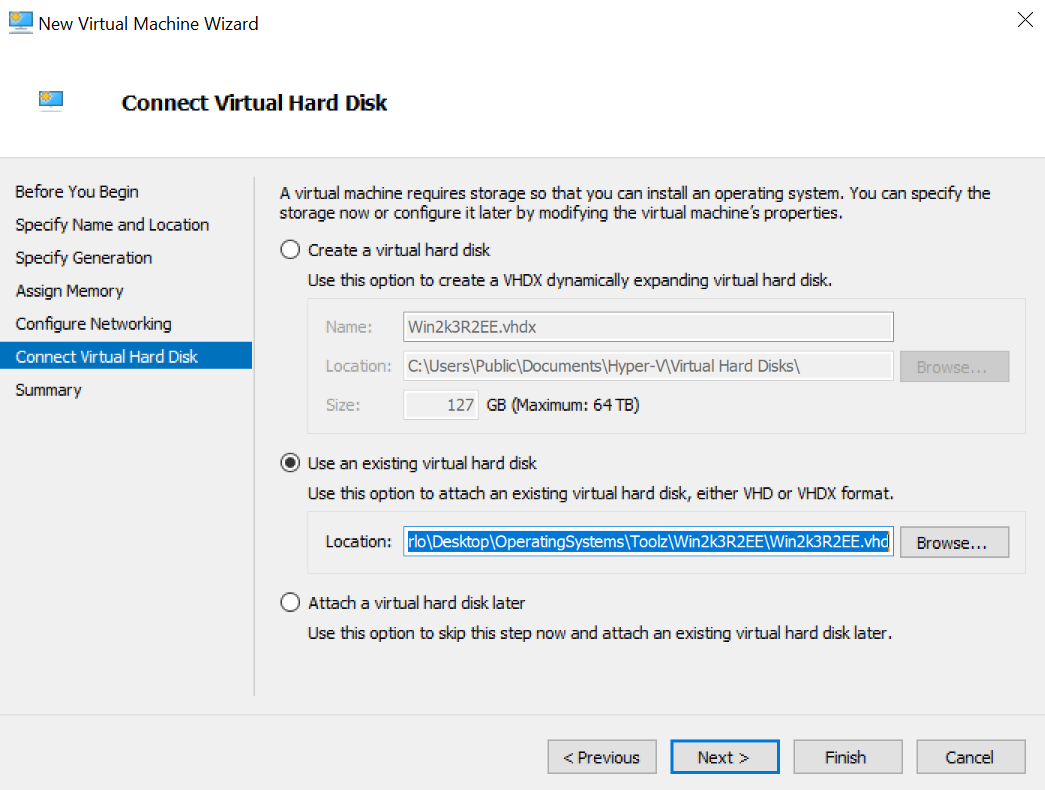 New Virtual Machine Wizard
Connect Virtual Hard Disk
Before You Begin
Specify Name and Location
Specify Generation
Assign Memory
Configure Networking
Connect Virtual Hard Disk
Summary
A virtual machine requires storage so that you can install an operating system. You can specify the
storage now or configure it later by modifying the virtual machine's properties.
Create a virtual hard disk
Use this option to create a VHDX dynamically expanding virtual hard disk.
Name: Win2k3R2EE.vhdx
Location: C:\Users\Public\Documents\Hyper-V\Virtual Hard Disks\ Browse...
Size: 127 GB (Maximum: 64 TB)
Use an existing virtual hard disk
Use this option to attach an existing virtual hard disk, either VHD or VHDX format.
Location: rlo\Desktop\OperatingSystems\Toolz\Win2k3R2EE\Win2k3R2EE.vhd Browse...
Attach a virtual hard disk later
Use this option to skip this step now and attach an existing virtual hard disk later.
< Previous Next > Finish Cancel